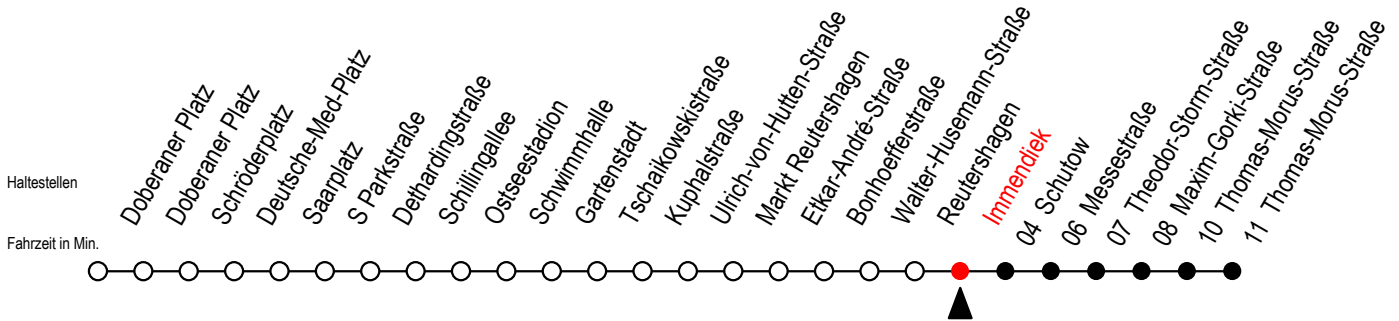 Haltestellen
Fahrzeit in Min.
Doberaner Platz
Doberaner Platz
Schröderplatz
Deutsche-Med-Platz
Saarplatz
S Parkstraße
Dethardingstraße
Schillingallee
Ostseestadion
Schwimmhalle
Gartenstadt
Tschaikowskistraße
Kuphalstraße
Ulrich-von-Hutten-Straße
Markt Reutershagen
Etkar-André-Straße
Bonhoefferstraße
Walter-Husemann-Straße
Reutershagen
Immendiek
04 Schutow
06 Messestraße
07 Theodor-Storm-Straße
08 Maxim-Gorki-Straße
10 Thomas-Morus-Straße
11 Thomas-Morus-Straße